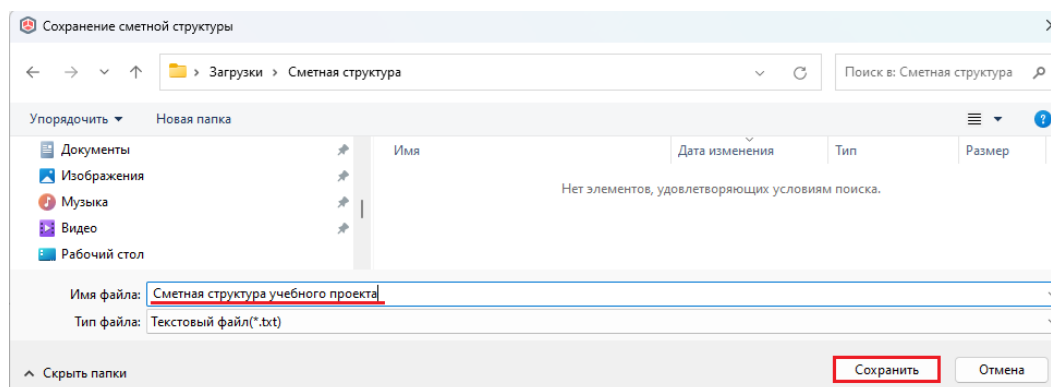 Сохранение сметной структуры
Загрузки > Сметная структура
Поиск в: Сметная структура
Упорядочить Новая папка
?
Документы
Изображения
Музыка
Видео
Рабочий стол
Имя Дата изменения Тип Размер
Нет элементов, удовлетворяющих условиям поиска.
Имя файла: Сметная структура учебного проекта
Тип файла: Текстовый файл(*.txt)
Скрыть папки Сохранить Отмена